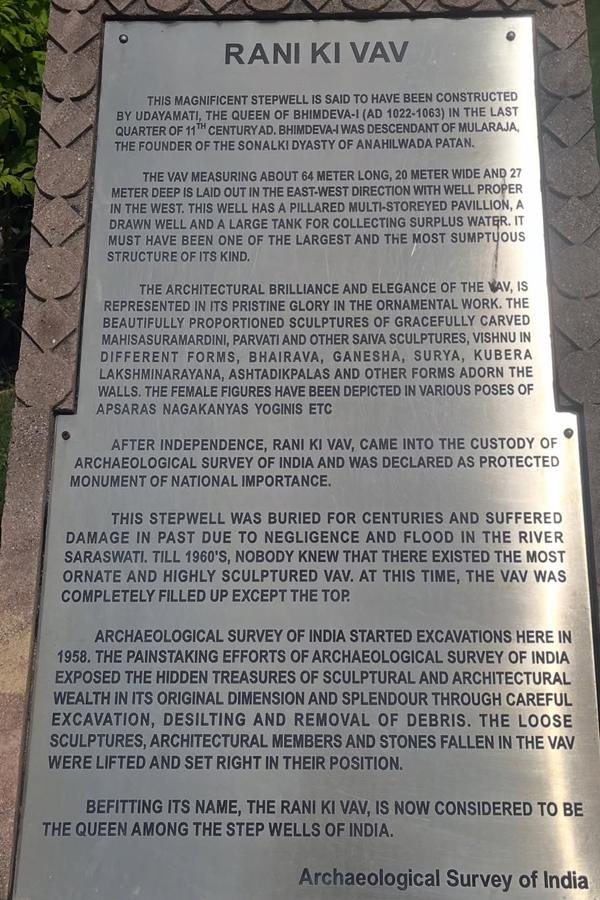 RANI KI VAV
THIS MAGNIFICENT STEPWELL IS SAID TO HAVE BEEN CONSTRUCTED
BY UDAYAMATI, THE QUEEN OF BHIMDEVA-I (AD 1022-1063) IN THE LAST
QUARTER OF 11TH CENTURY AD. BHIMDEVA-I WAS DESCENDANT OF MULARAJA,
THE FOUNDER OF THE SONALKI DYASTY OF ANAHILWADA PATAN.
THE VAV MEASURING ABOUT 64 METER LONG, 20 METER WIDE AND 27
METER DEEP IS LAID OUT IN THE EAST-WEST DIRECTION WITH WELL PROPER
IN THE WEST. THIS WELL HAS A PILLARED MULTI-STOREYED PAVILLION, A
DRAWN WELL AND A LARGE TANK FOR COLLECTING SURPLUS WATER. IT
MUST HAVE BEEN ONE OF THE LARGEST AND THE MOST SUMPTUOUS
STRUCTURE OF ITS KIND.
THE ARCHITECTURAL BRILLIANCE AND ELEGANCE OF THE VAV, IS
REPRESENTED IN ITS PRISTINE GLORY IN THE ORNAMENTAL WORK. THE
BEAUTIFULLY PROPORTIONED SCULPTURES OF GRACEFULLY CARVED
MAHISASURAMARDINI, PARVATI AND OTHER SAIVA SCULPTURES, VISHNU IN
DIFFERENT FORMS, BHAIRAVA, GANESHA, SURYA, KUBERA
LAKSHMINARAYANA, ASHTADIKPALAS AND OTHER FORMS ADORN THE
WALLS. THE FEMALE FIGURES HAVE BEEN DEPICTED IN VARIOUS POSES OF
APSARAS NAGAKANYAS YOGINIS ETC
AFTER INDEPENDENCE, RANI KI VAV, CAME INTO THE CUSTODY OF
ARCHAEOLOGICAL SURVEY OF INDIA AND WAS DECLARED AS PROTECTED
MONUMENT OF NATIONAL IMPORTANCE.
THIS STEPWELL WAS BURIED FOR CENTURIES AND SUFFERED
DAMAGE IN PAST DUE TO NEGLIGENCE AND FLOOD IN THE RIVER
SARASWATI. TILL 1960'S, NOBODY KNEW THAT THERE EXISTED THE MOST
ORNATE AND HIGHLY SCULPTURED VAV. AT THIS TIME, THE VAV WAS
COMPLETELY FILLED UP EXCEPT THE TOP.
ARCHAEOLOGICAL SURVEY OF INDIA STARTED EXCAVATIONS HERE IN
1958. THE PAINSTAKING EFFORTS OF ARCHAEOLOGICAL SURVEY OF INDIA
EXPOSED THE HIDDEN TREASURES OF SCULPTURAL AND ARCHITECTURAL
WEALTH IN ITS ORIGINAL DIMENSION AND SPLENDOUR THROUGH CAREFUL
EXCAVATION, DESILTING AND REMOVAL OF DEBRIS. THE LOOSE
SCULPTURES, ARCHITECTURAL MEMBERS AND STONES FALLEN IN THE VAV
WERE LIFTED AND SET RIGHT IN THEIR POSITION.
BEFITTING ITS NAME, THE RANI KI VAV, IS NOW CONSIDERED TO BE
THE QUEEN AMONG THE STEP WELLS OF INDIA.
Archaeological Survey of India